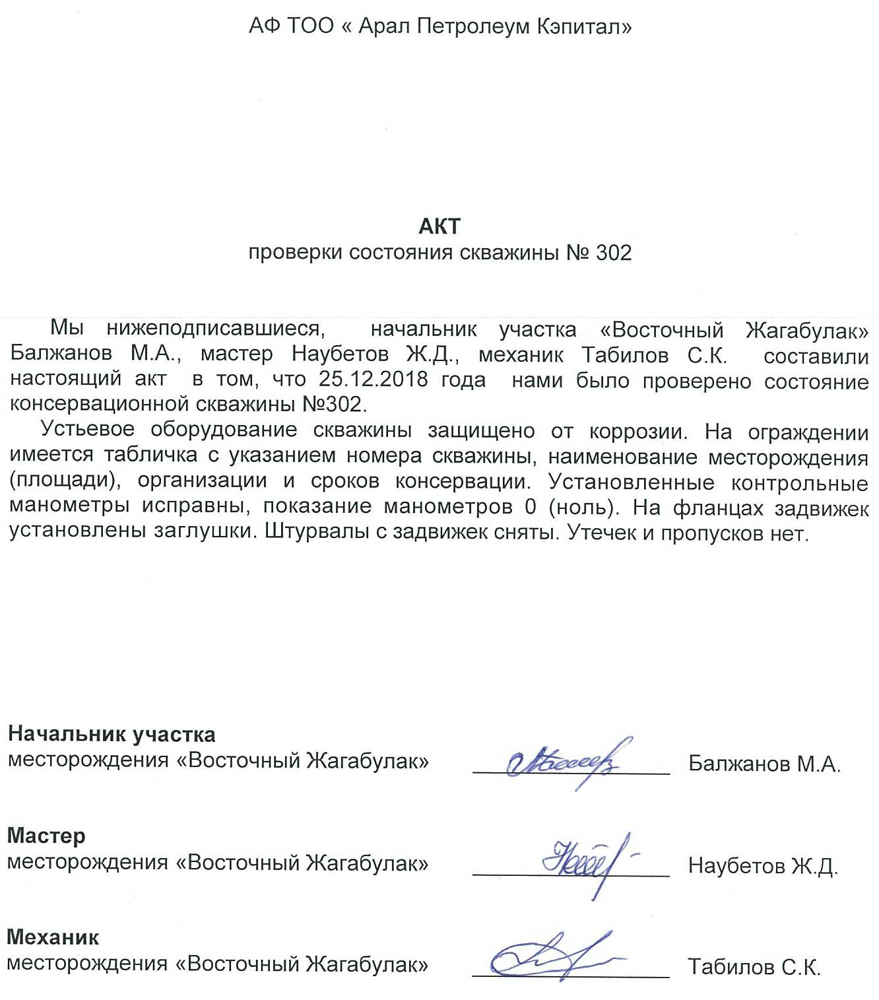 АФ ТОО « Арал Петролеум Кэпитал»
АКТ
проверки состояния скважины № 302
Мы нижеподписавшиеся, начальник участка «Восточный Жагабулак»
Балжанов М.А., мастер Наубетов Ж.Д., механик Табилов С.К. составили
настоящий акт в том, что 25.12.2018 года нами было проверено состояние
консервационной скважины №302.
Устьевое оборудование скважины защищено от коррозии. На ограждении
имеется табличка с указанием номера скважины, наименование месторождения
(площади), организации и сроков консервации. Установленные контрольные
манометры исправны, показание манометров 0 (ноль). На фланцах задвижек
установлены заглушки. Штурвалы с задвижек сняты. Утечек и пропусков нет.
Начальник участка
месторождения «Восточный Жагабулак» Балжанов М.А.
Мастер
месторождения «Восточный Жагабулак» Наубетов Ж.Д.
Механик
месторождения «Восточный Жагабулак» Табилов С.К.